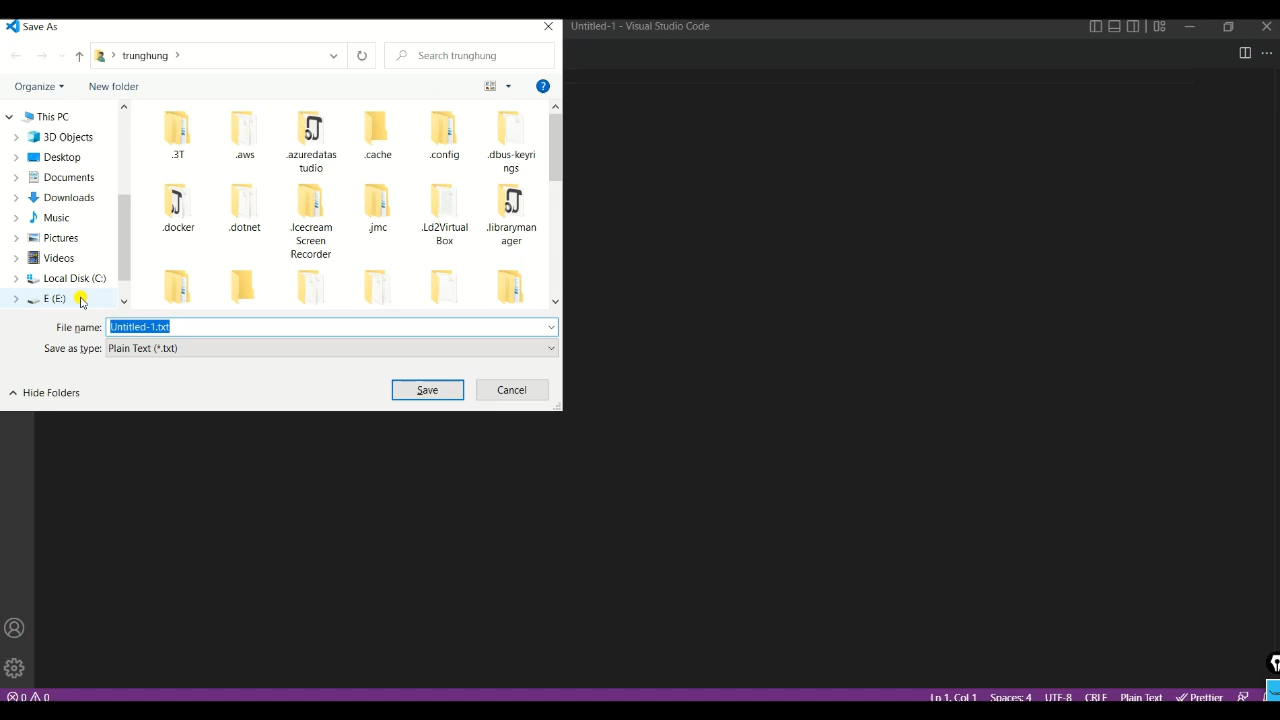 Save As
Untitled-1 - Visual Studio Code
trunghung
Search trunghung
Organize
New folder
This PC
3D Objects
Desktop
Documents
Downloads
Music
Pictures
Videos
Local Disk (C:)
E (E:)
.3T
.aws
.azuredatas
tudio
.cache
.config
.dbus-keyri
ngs
.docker
.dotnet
.Icecream
Screen
Recorder
.jmc
.Ld2Virtual
Box
.libraryman
ager
File name:
Untitled-1.txt
Save as type:
Plain Text (*.txt)
Hide Folders
Save
Cancel
0 0
Ln 1, Col 1
Spaces: 4
UTF-8
CRLF
Plain Text
Prettier